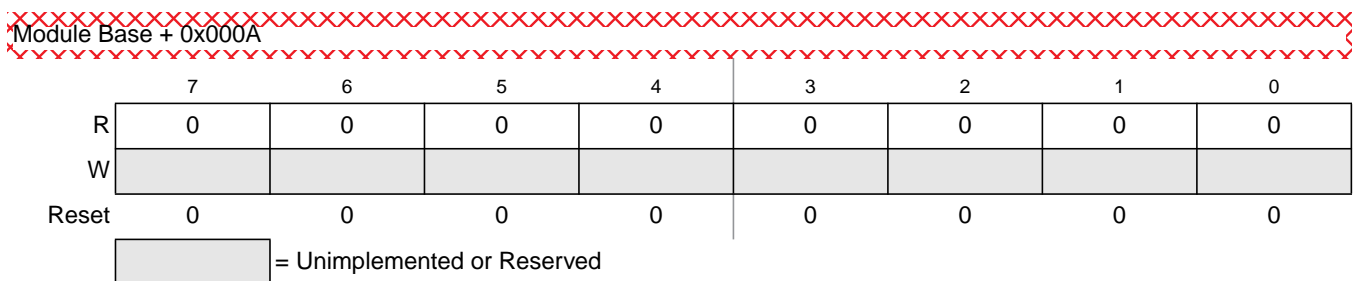 Module Base + 0x000A
7 6 5 4 3 2 1 0
R 0 0 0 0 0 0 0 0
W
Reset 0 0 0 0 0 0 0 0
= Unimplemented or Reserved